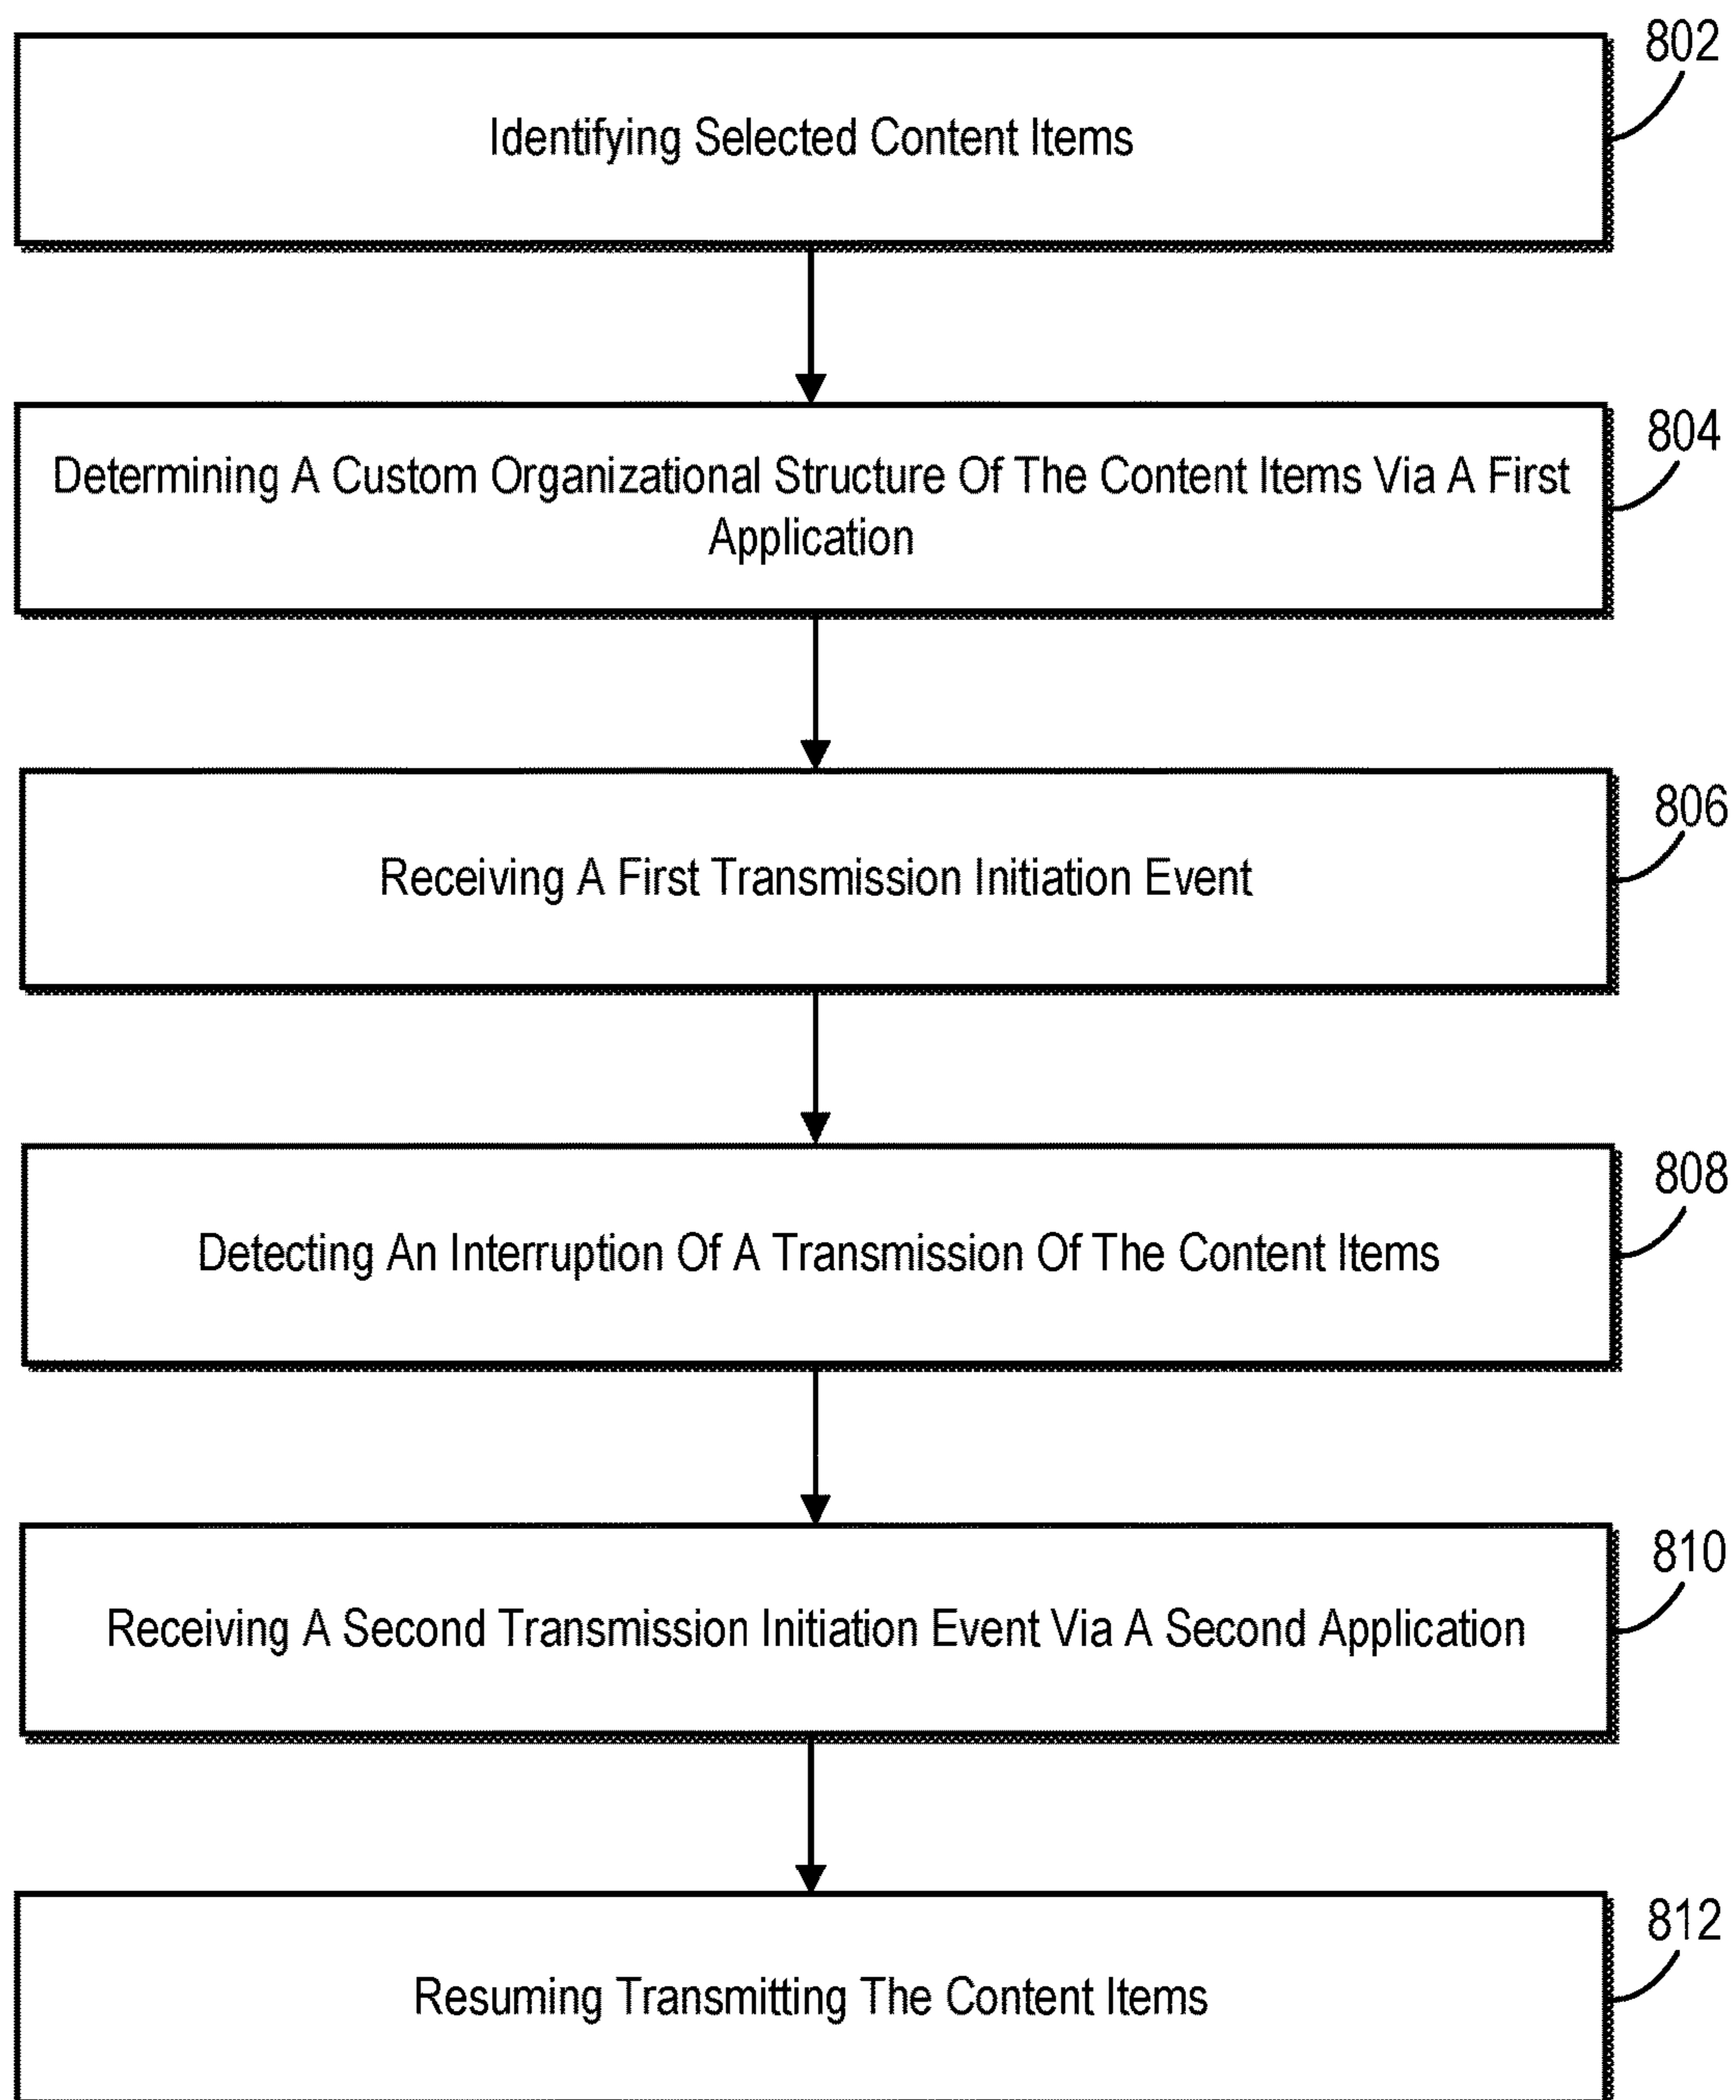 802
Identifying Selected Content Items
804
Determining A Custom Organizational Structure Of The Content Items Via A First
Application
806
Receiving A First Transmission Initiation Event
808
Detecting An Interruption Of A Transmission Of The Content Items
810
Receiving A Second Transmission Initiation Event Via A Second Application
812
Resuming Transmitting The Content Items